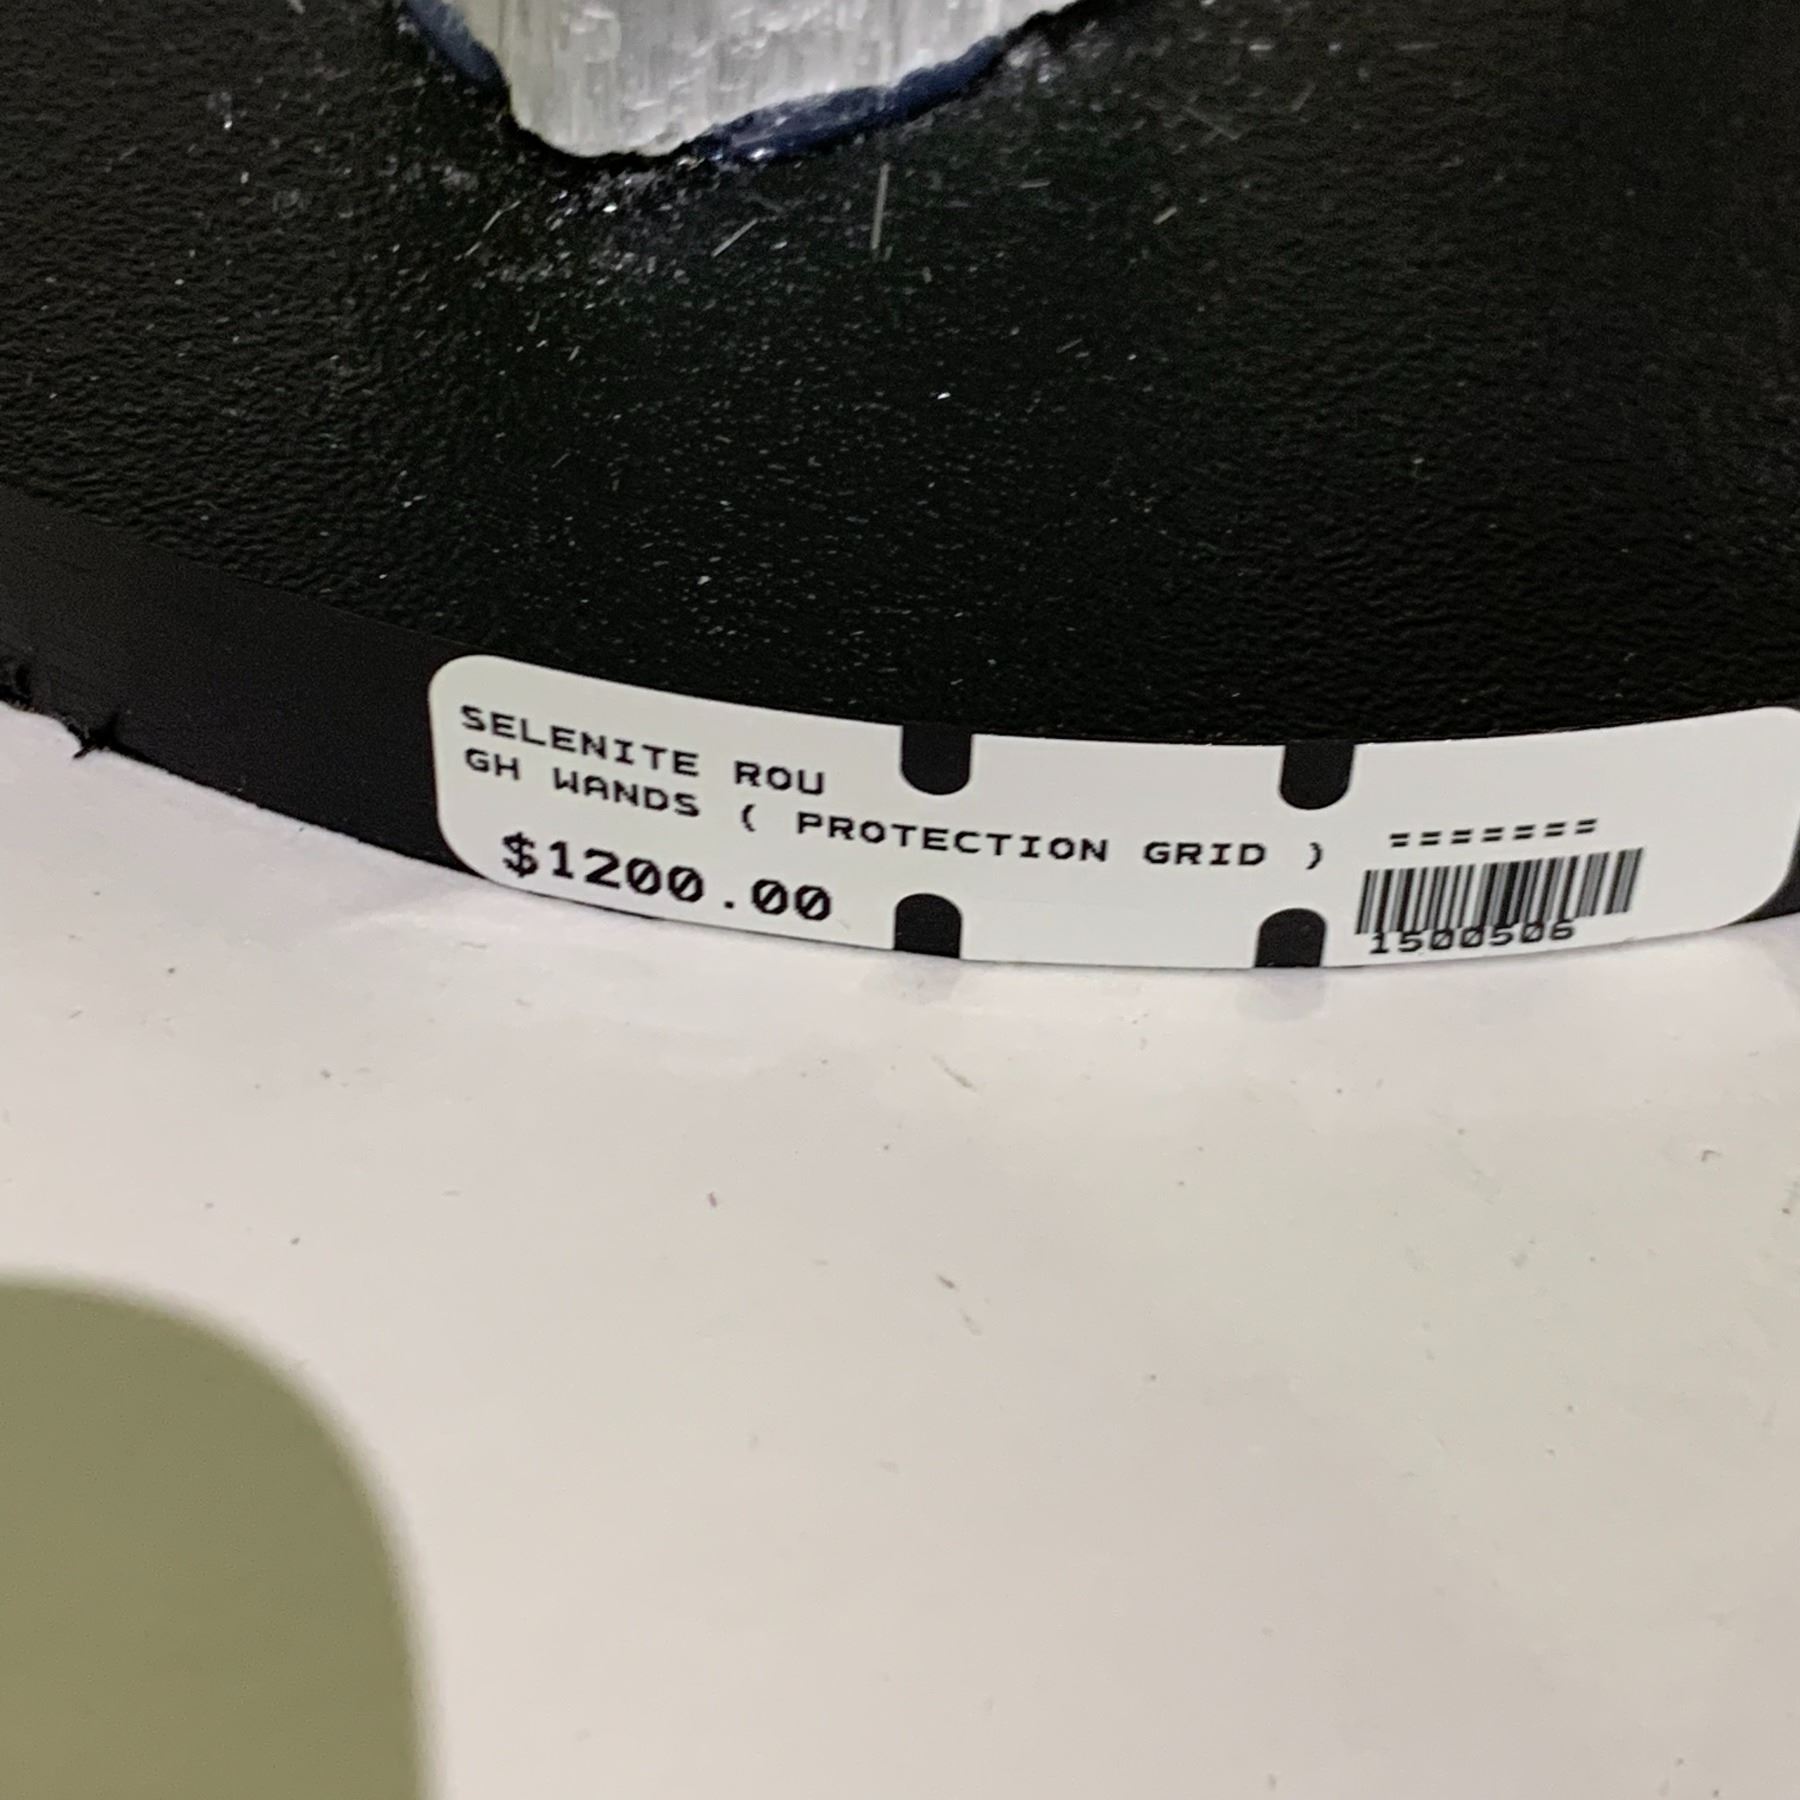 SELENITE ROU
GH WANDS ( PROTECTION GRID )
$1200.00
=======
1500506